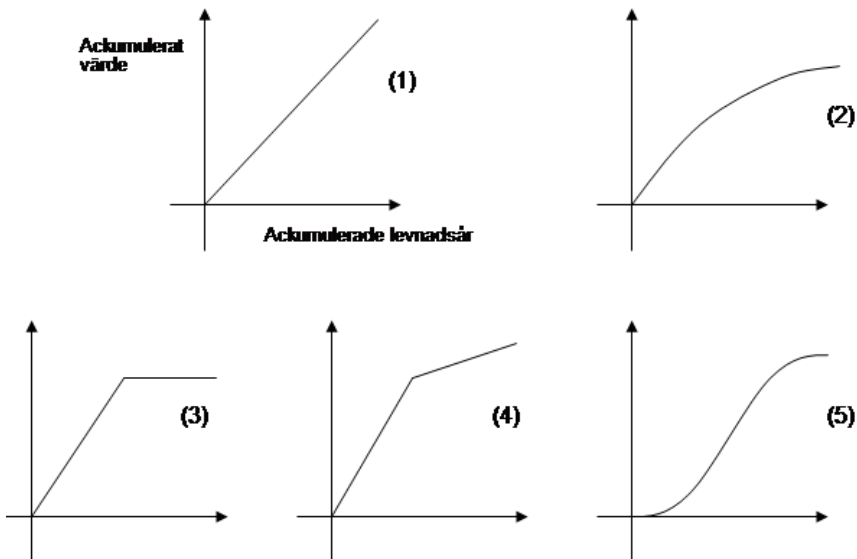 Ackumulerat
värde
(1)
(2)
Ackumulerade levnadsår
(3)
(4)
(5)